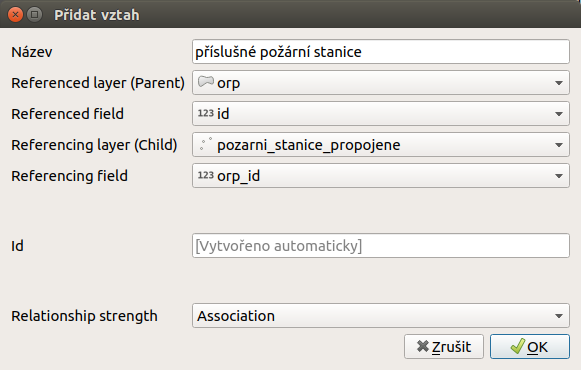 Přidat vztah
Název příslušné požární stanice
Referenced layer (Parent) orp
Referenced field 123 id
Referencing layer (Child) pozarni_stanice_propojene
Referencing field 123 orp_id
Id [Vytvořeno automaticky]
Relationship strength Association
Zrušit OK